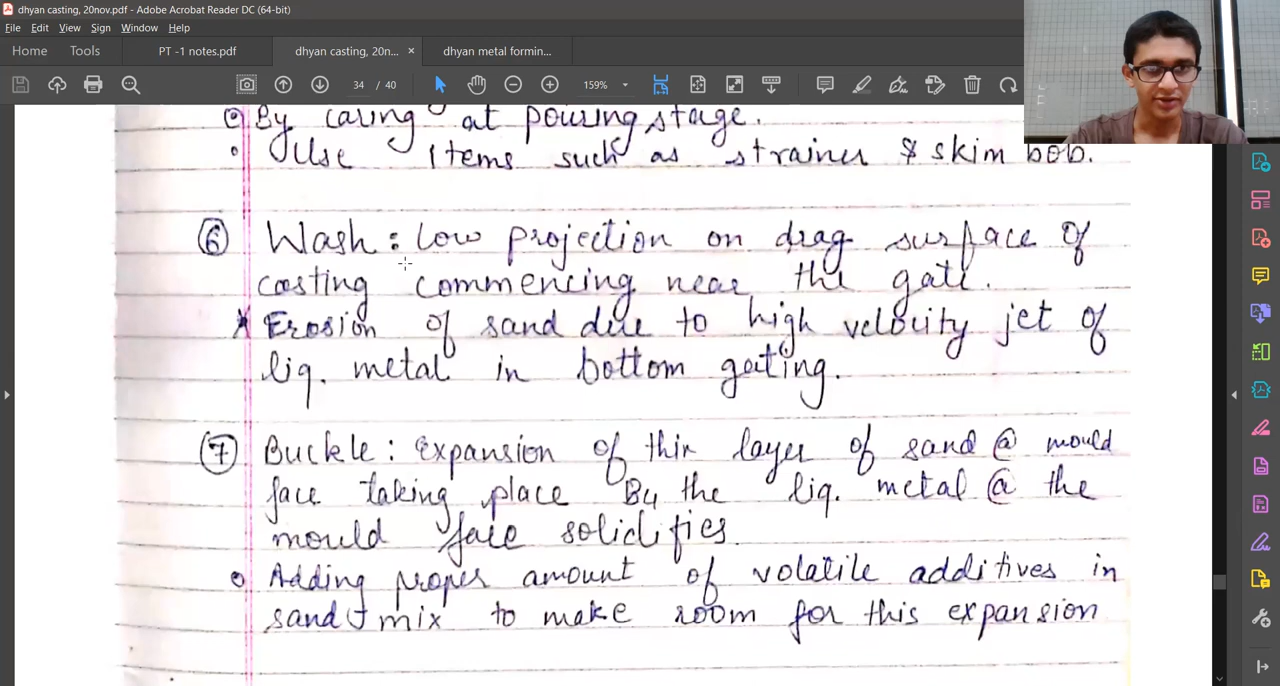 dhyan casting, 20nov.pdf - Adobe Acrobat Reader DC (64-bit)
File Edit View Sign Window Help
Home Tools PT -1 notes.pdf dhyan casting, 20n... × dhyan metal formin...
34 / 40 159%
By caring at pouring stage.
• Use Items such as strainer & skim bob.
⑥ Wash : Low projection on drag surface of
casting commencing near the gate.
* Erosion of sand due to high velocity jet of
liq. metal in bottom gating.
⑦ Buckle : Expansion of thin layer of sand @ mould
face taking place By the liq. metal @ the
mould face solidifies.
Adding proper amount of volatile additives in
sand mix to make room for this expansion